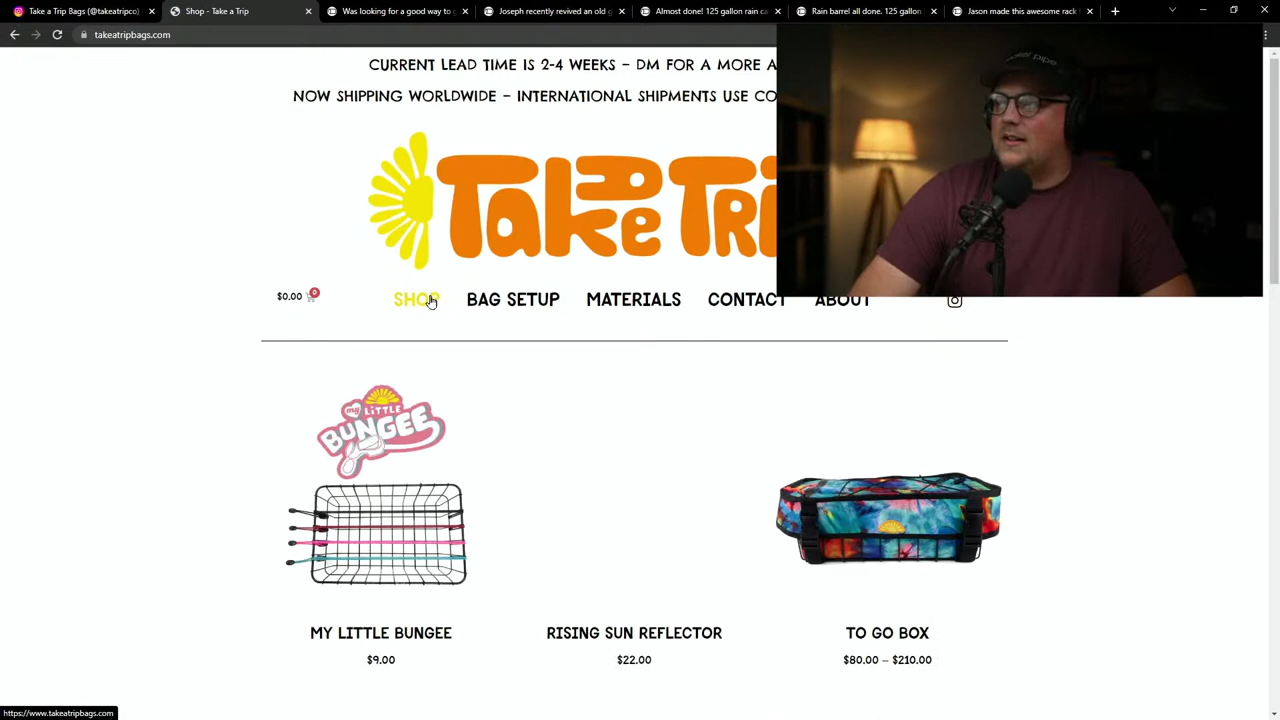 Take a Trip Bags (@takeatripco)
Shop - Take a Trip
Was looking for a good way to g
Joseph recently revived an old g
Almost done! 125 gallon rain ca
Rain barrel all done. 125 gallon
Jason made this awesome rack
takeatripbags.com
CURRENT LEAD TIME IS 2-4 WEEKS – DM FOR A MORE A
NOW SHIPPING WORLDWIDE – INTERNATIONAL SHIPMENTS USE CO
Take a Tri
$0.00
0
SHOP
BAG SETUP
MATERIALS
CONTACT
ABOUT
my LiTTLE
BUNGEE
MY LITTLE BUNGEE
RISING SUN REFLECTOR
TO GO BOX
$9.00
$22.00
$80.00 – $210.00
https://www.takeatripbags.com